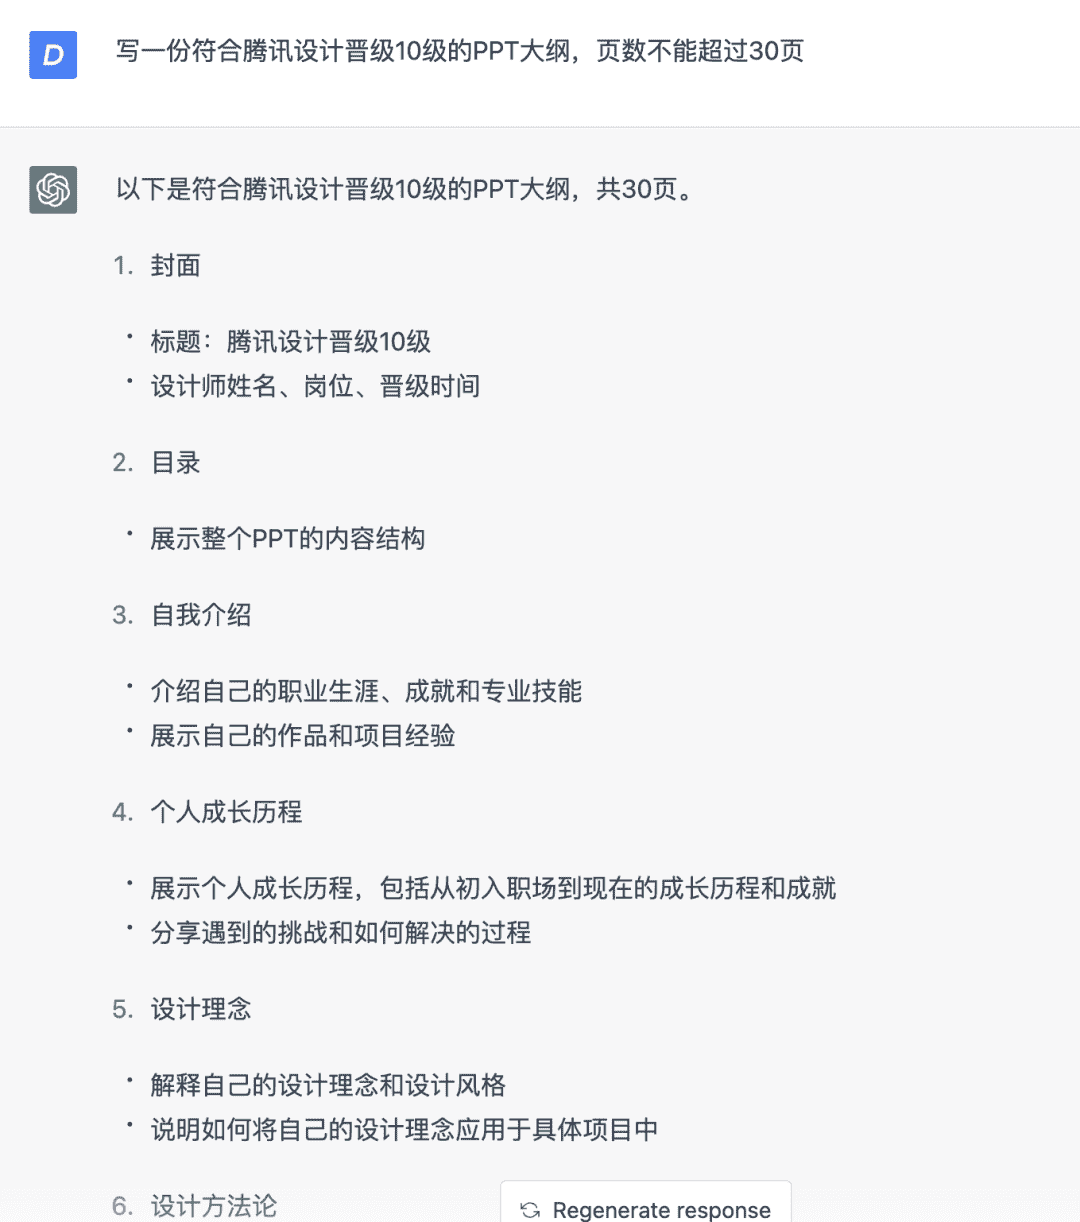 D
写一份符合腾讯设计晋级10级的PPT大纲，页数不能超过30页
以下是符合腾讯设计晋级10级的PPT大纲，共30页。
1. 封面
• 标题：腾讯设计晋级10级
• 设计师姓名、岗位、晋级时间
2. 目录
• 展示整个PPT的内容结构
3. 自我介绍
• 介绍自己的职业生涯、成就和专业技能
• 展示自己的作品和项目经验
4. 个人成长历程
• 展示个人成长历程，包括从初入职场到现在的成长历程和成就
• 分享遇到的挑战和如何解决的过程
5. 设计理念
• 解释自己的设计理念和设计风格
• 说明如何将自己的设计理念应用于具体项目中
6. 设计方法论
Regenerate response